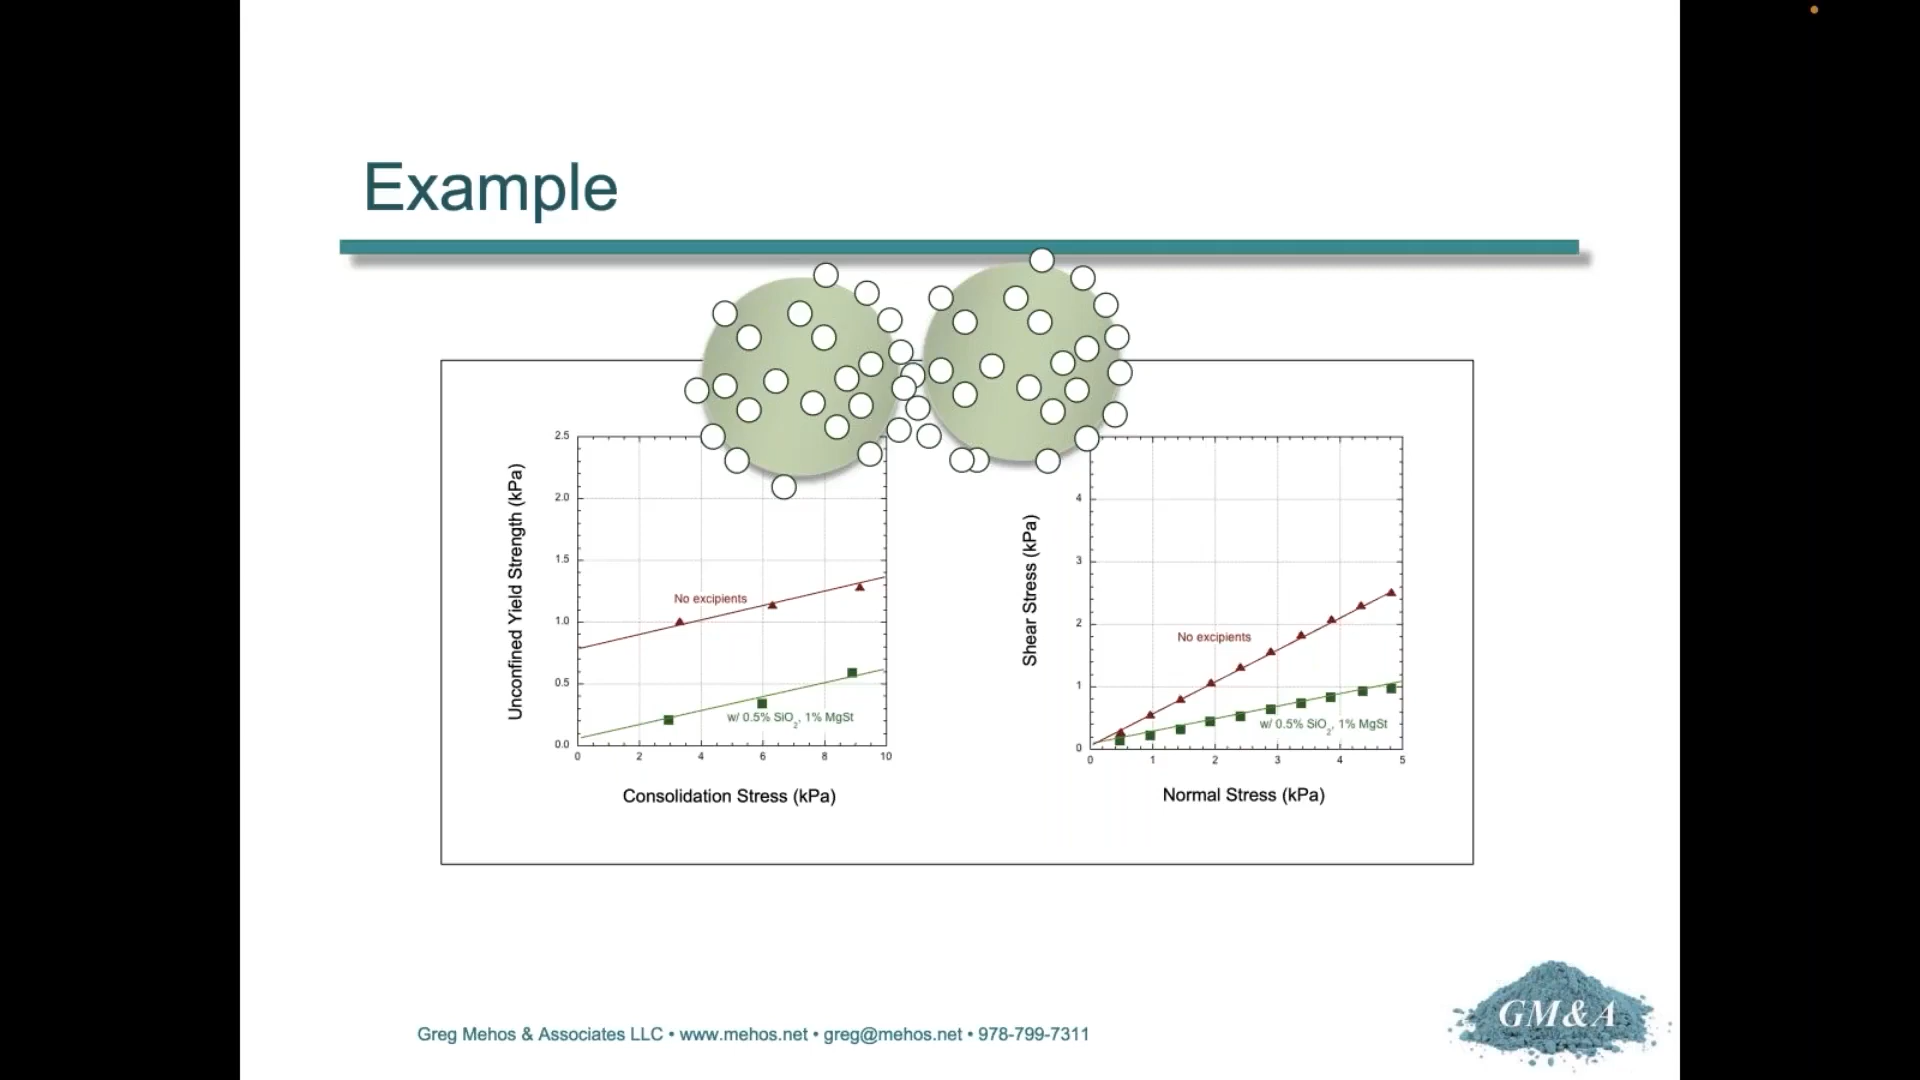 Example
Unconfined Yield Strength (kPa)
2.5
2.0
1.5
1.0
0.5
0.0
No excipients
w/ 0.5% SiO2, 1% MgSt
0 2 4 6 8 10
Consolidation Stress (kPa)
Shear Stress (kPa)
4
3
2
1
0
No excipients
w/ 0.5% SiO2, 1% MgSt
0 1 2 3 4 5
Normal Stress (kPa)
Greg Mehos & Associates LLC • www.mehos.net • greg@mehos.net • 978-799-7311
GM&A